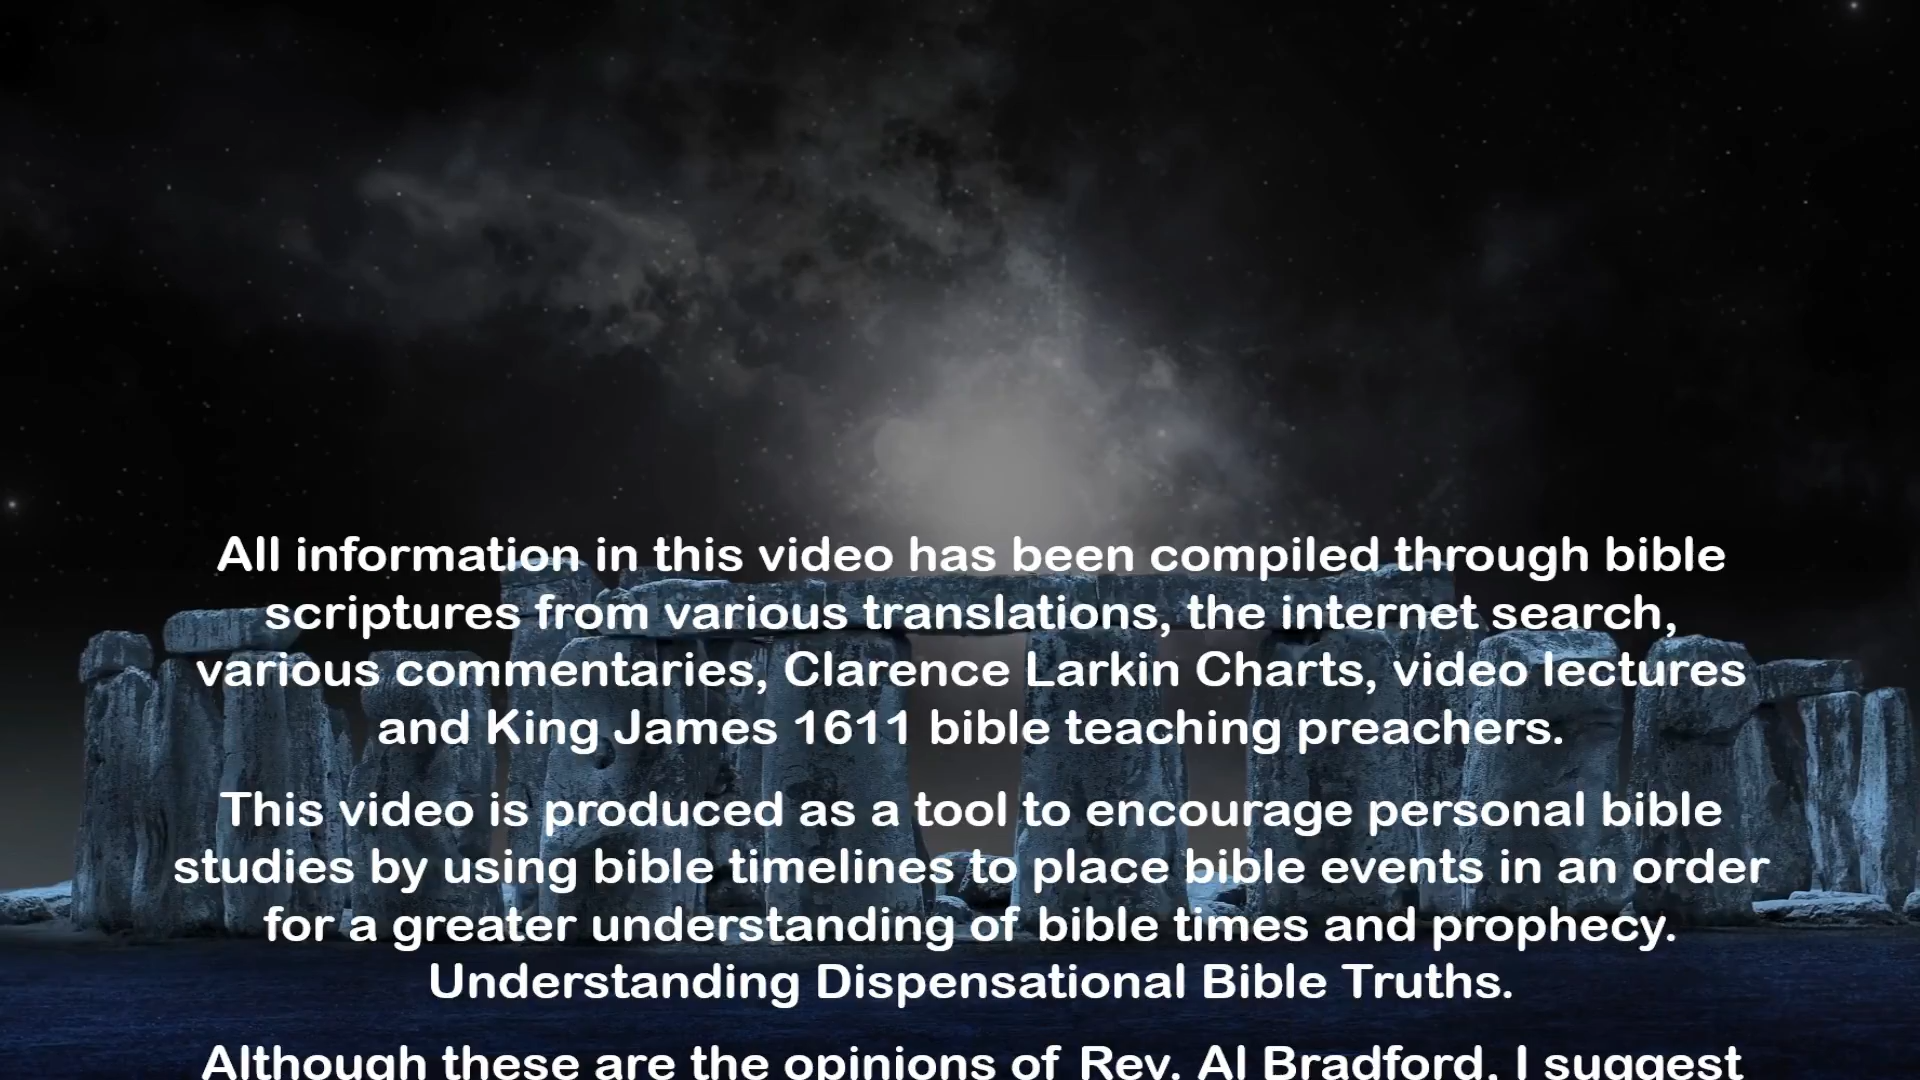 All information in this video has been compiled through bible
scriptures from various translations, the internet search,
various commentaries, Clarence Larkin Charts, video lectures
and King James 1611 bible teaching preachers.
This video is produced as a tool to encourage personal bible
studies by using bible timelines to place bible events in an order
for a greater understanding of bible times and prophecy.
Understanding Dispensational Bible Truths.
Although these are the opinions of Rev. Al Bradford, I suggest